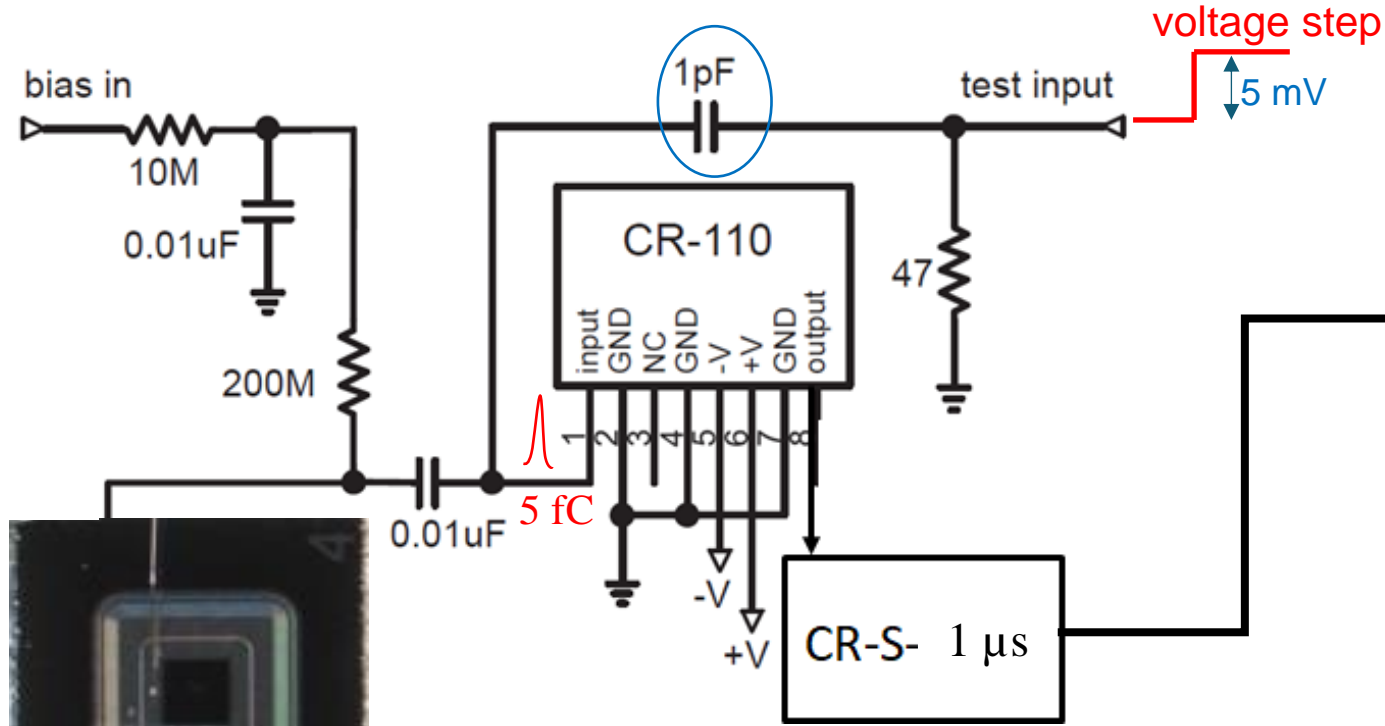 voltage step
5 mV
1pF
test input
bias in
10M
0.01uF
47
CR-110
input
GND
NC
GND
-V
+V
GND
output
200M
1
2
3
4
5
6
7
8
5 fC
0.01uF
-V
+V
CR-S- 1 µs
4